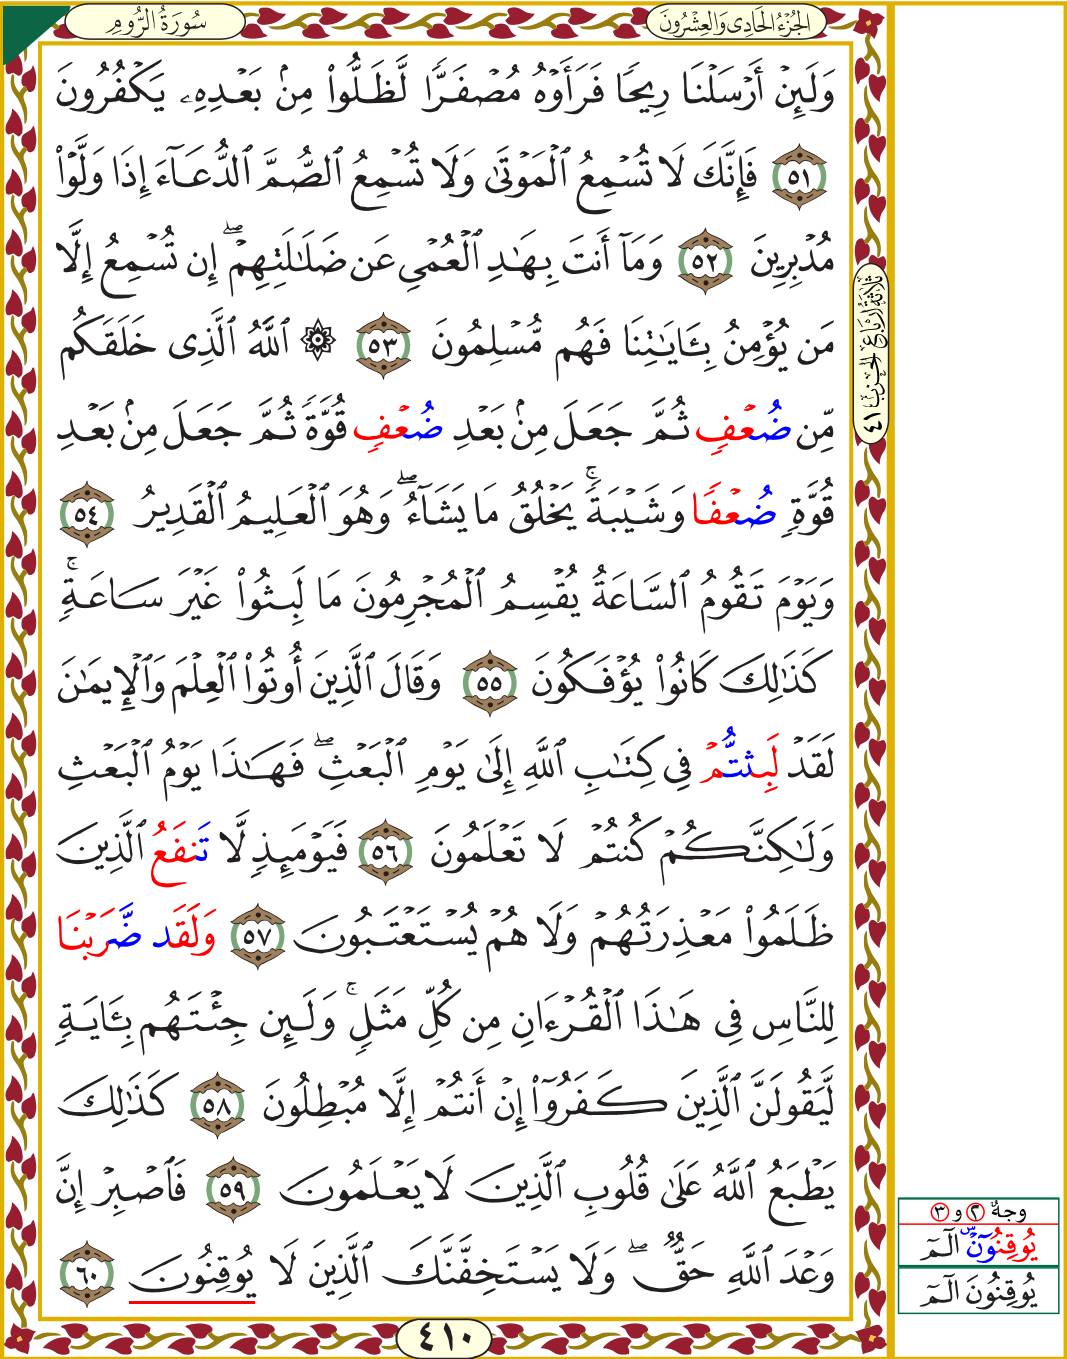 سُورَةُ الرُّومِ
الجُزْءُ الحَادِي وَالعِشْرُونَ
وَلَئِنْ أَرْسَلْنَا رِيحًا فَرَأَوْهُ مُصْفَرًّا لَّظَلُّوا۟ مِنۢ بَعْدِهِۦ يَكْفُرُونَ
٥١ فَإِنَّكَ لَا تُسْمِعُ ٱلْمَوْتَىٰ وَلَا تُسْمِعُ ٱلصُّمَّ ٱلدُّعَآءَ إِذَا وَلَّوْا۟
مُدْبِرِينَ ٥٢ وَمَآ أَنتَ بِهَـٰدِ ٱلْعُمْىِ عَن ضَلَـٰلَتِهِمْ ۖ إِن تُسْمِعُ إِلَّا
مَن يُؤْمِنُ بِـَٔايَـٰتِنَا فَهُم مُّسْلِمُونَ ٥٣ ۞ ٱللَّهُ ٱلَّذِى خَلَقَكُم
مِّن ضُعْفٍ ثُمَّ جَعَلَ مِنۢ بَعْدِ ضُعْفٍ قُوَّةً ثُمَّ جَعَلَ مِنۢ بَعْدِ
قُوَّةٍ ضُعْفًا وَشَيْبَةً ۚ يَخْلُقُ مَا يَشَآءُ ۖ وَهُوَ ٱلْعَلِيمُ ٱلْقَدِيرُ ٥٤
وَيَوْمَ تَقُومُ ٱلسَّاعَةُ يُقْسِمُ ٱلْمُجْرِمُونَ مَا لَبِثُوا۟ غَيْرَ سَاعَةٍ ۚ
كَذَٰلِكَ كَانُوا۟ يُؤْفَكُونَ ٥٥ وَقَالَ ٱلَّذِينَ أُوتُوا۟ ٱلْعِلْمَ وَٱلْإِيمَـٰنَ
لَقَدْ لَبِثتُّمْ فِى كِتَـٰبِ ٱللَّهِ إِلَىٰ يَوْمِ ٱلْبَعْثِ ۖ فَهَـٰذَا يَوْمُ ٱلْبَعْثِ
وَلَـٰكِنَّكُمْ كُنتُمْ لَا تَعْلَمُونَ ٥٦ فَيَوْمَئِذٍ لَّا تَنفَعُ ٱلَّذِينَ
ظَلَمُوا۟ مَعْذِرَتُهُمْ وَلَا هُمْ يُسْتَعْتَبُونَ ٥٧ وَلَقَد ضَّرَبْنَا
لِلنَّاسِ فِى هَـٰذَا ٱلْقُرْءَانِ مِن كُلِّ مَثَلٍ ۚ وَلَئِن جِئْتَهُم بِـَٔايَةٍ
لَّيَقُولَنَّ ٱلَّذِينَ كَفَرُوٓا۟ إِنْ أَنتُمْ إِلَّا مُبْطِلُونَ ٥٨ كَذَٰلِكَ
يَطْبَعُ ٱللَّهُ عَلَىٰ قُلُوبِ ٱلَّذِينَ لَا يَعْلَمُونَ ٥٩ فَٱصْبِرْ إِنَّ
وَعْدَ ٱللَّهِ حَقٌّ ۖ وَلَا يَسْتَخِفَّنَّكَ ٱلَّذِينَ لَا يُوقِنُونَ ٦٠
ثلاثة أرباع الحزب ٤١
وجهُ ٢ و ٣
يُوقِنُونَ ۜ الٓمٓ
يُوقِنُونَ الٓمٓ
٤١٠